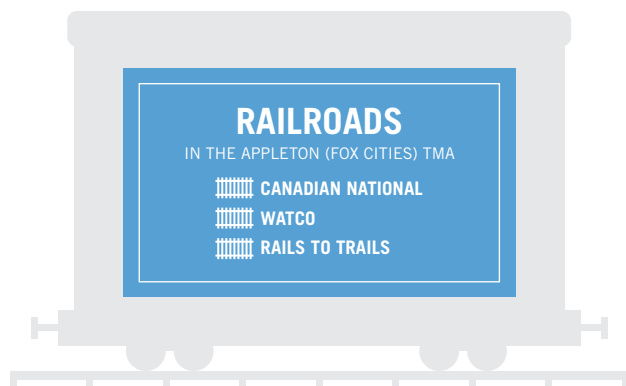 RAILROADS
IN THE APPLETON (FOX CITIES) TMA
CANADIAN NATIONAL
WATCO
RAILS TO TRAILS